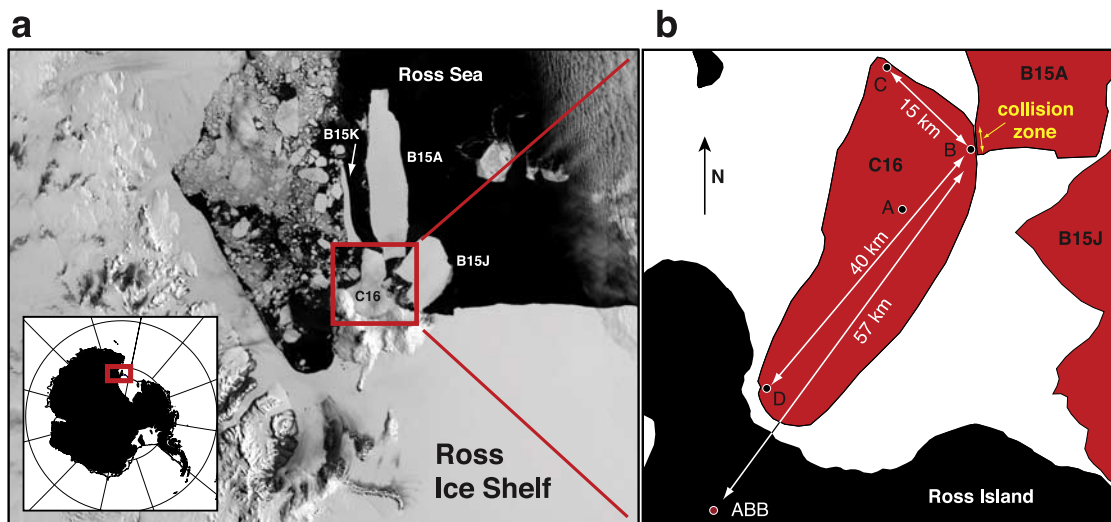 a
Ross Sea
B15K
B15A
B15J
C16
Ross
Ice Shelf
b
B15A
C
collision
zone
15 km
B
C16
N
A
B15J
40 km
57 km
D
Ross Island
ABB